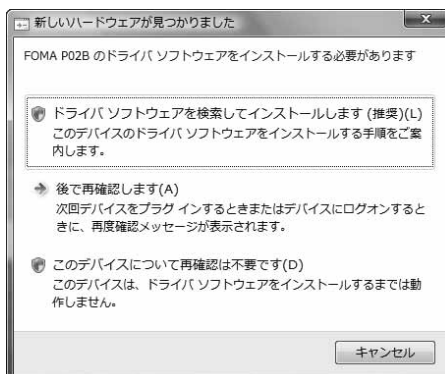 新しいハードウェアが見つかりました
FOMA P02B のドライバ ソフトウェアをインストールする必要があります
ドライバ ソフトウェアを検索してインストールします (推奨)(L)
このデバイスのドライバ ソフトウェアをインストールする手順をご案
内します。
後で再確認します(A)
次回デバイスをプラグ インするときまたはデバイスにログオンすると
きに、再度確認メッセージが表示されます。
このデバイスについて再確認は不要です(D)
このデバイスは、ドライバ ソフトウェアをインストールするまでは動
作しません。
キャンセル